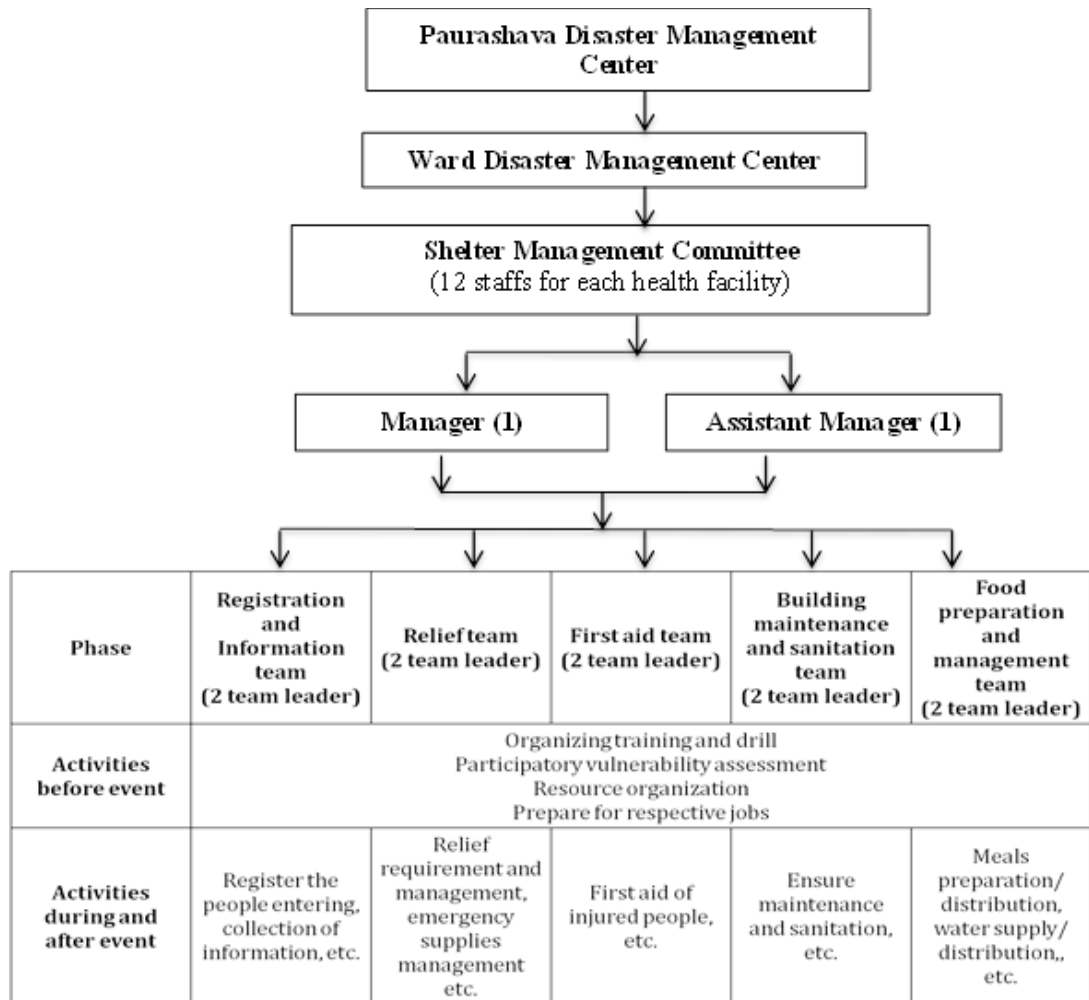 Paurashava Disaster Management
Center
Ward Disaster Management Center
Shelter Management Committee
(12 staffs for each health facility)
Manager (1)
Assistant Manager (1)
Phase
Registration
and
Information
team
(2 team leader)
Relief team
(2 team leader)
First aid team
(2 team leader)
Building
maintenance
and sanitation
team
(2 team leader)
Food
preparation
and
management
team
(2 team leader)
Activities
before event
Organizing training and drill
Participatory vulnerability assessment
Resource organization
Prepare for respective jobs
Activities
during and
after event
Register the
people entering,
collection of
information, etc.
Relief
requirement and
management,
emergency
supplies
management
etc.
First aid of
injured people,
etc.
Ensure
maintenance
and sanitation,
etc.
Meals
preparation/
distribution,
water supply/
distribution,,
etc.